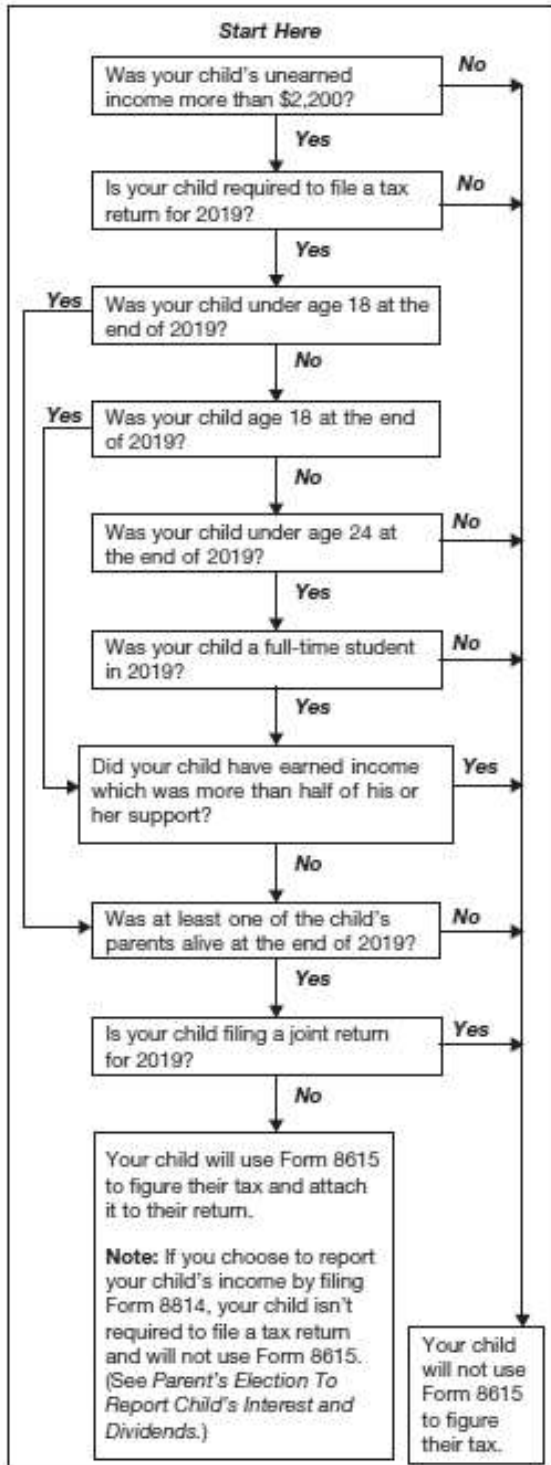 Start Here
Was your child's unearned
income more than $2,200?
No
Yes
Is your child required to file a tax
return for 2019?
No
Yes
Yes
Was your child under age 18 at the
end of 2019?
No
Yes
Was your child age 18 at the end
of 2019?
No
Was your child under age 24 at
the end of 2019?
No
Yes
Was your child a full-time student
in 2019?
No
Yes
Did your child have earned income
which was more than half of his or
her support?
Yes
No
Was at least one of the child's
parents alive at the end of 2019?
No
Yes
Is your child filing a joint return
for 2019?
Yes
No
Your child will use Form 8615
to figure their tax and attach
it to their return.
Note: If you choose to report
your child's income by filing
Form 8814, your child isn't
required to file a tax return
and will not use Form 8615.
(See Parent's Election To
Report Child's Interest and
Dividends.)
Your child
will not use
Form 8615
to figure
their tax.